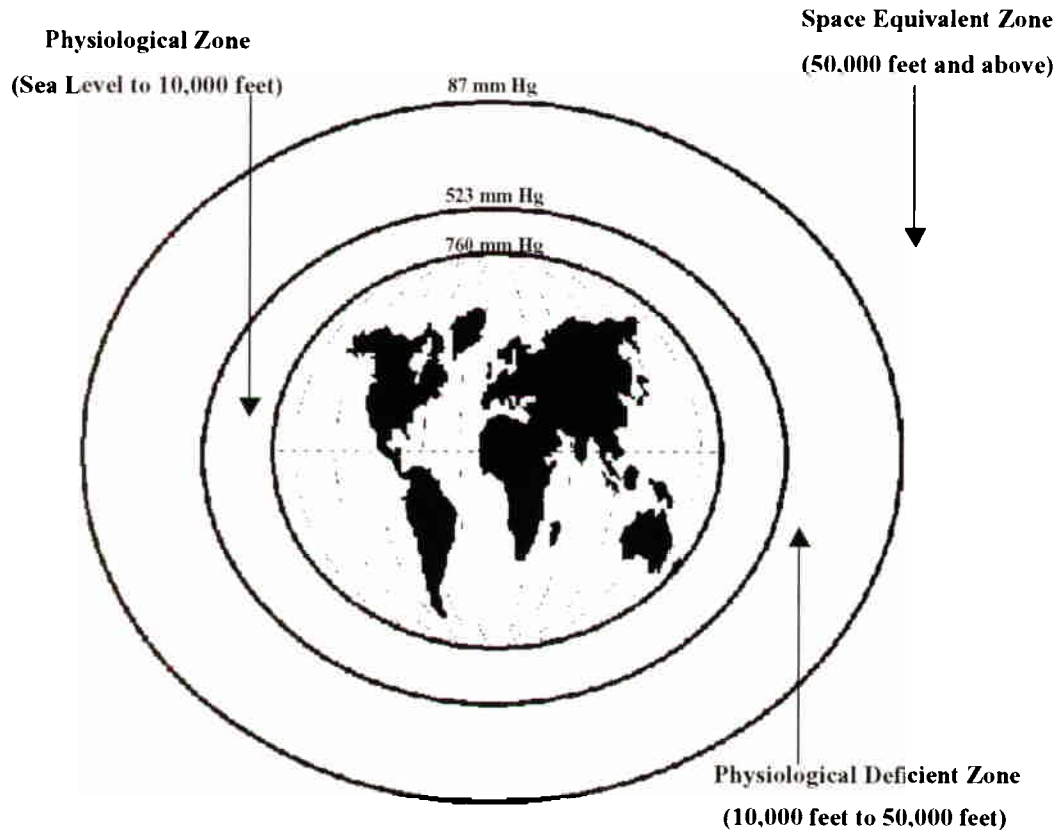 Physiological Zone
(Sea Level to 10,000 feet)
Space Equivalent Zone
(50,000 feet and above)
87 mm Hg
523 mm Hg
760 mm Hg
Physiological Deficient Zone
(10,000 feet to 50,000 feet)